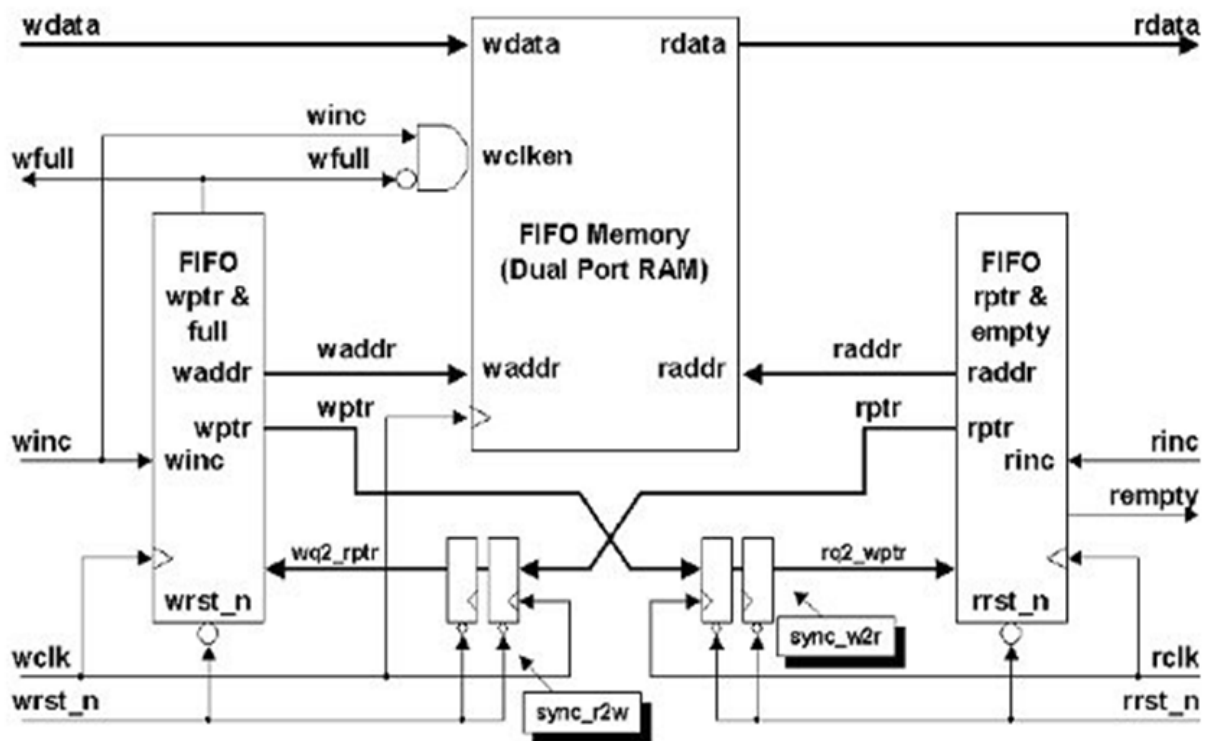 wdata
wdata
rdata
rdata
winc
wfull
wfull
wclken
FIFO Memory
(Dual Port RAM)
FIFO
wptr &
full
FIFO
rptr &
empty
waddr
waddr
waddr
raddr
raddr
raddr
wptr
wptr
rptr
rptr
winc
winc
rinc
rinc
rempty
wq2_rptr
rq2_wptr
wrst_n
rrst_n
sync_w2r
wclk
rclk
wrst_n
sync_r2w
rrst_n